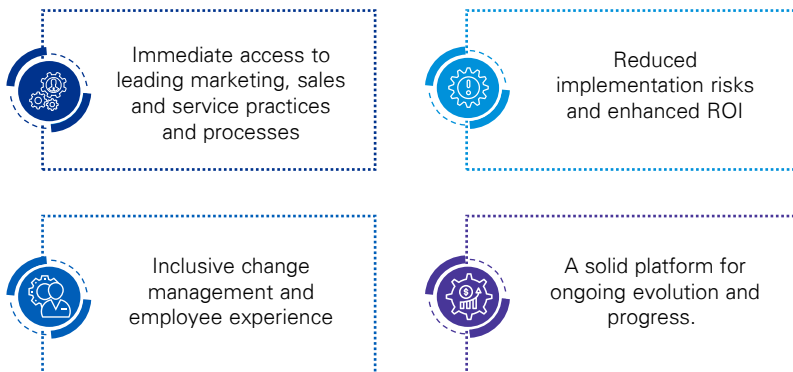 Immediate access to
leading marketing, sales
and service practices
and processes
Reduced
implementation risks
and enhanced ROI
Inclusive change
management and
employee experience
A solid platform for
ongoing evolution and
progress.